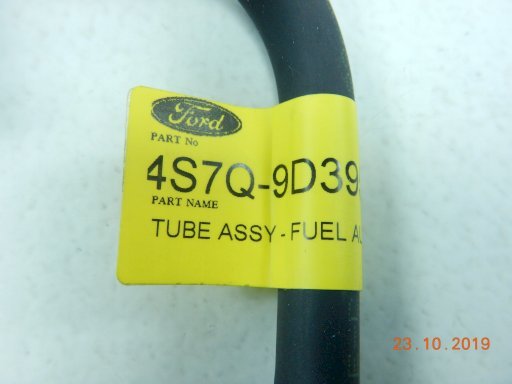 Ford
PART No
4S7Q-9D39
PART NAME
TUBE ASSY - FUEL
23.10.2019